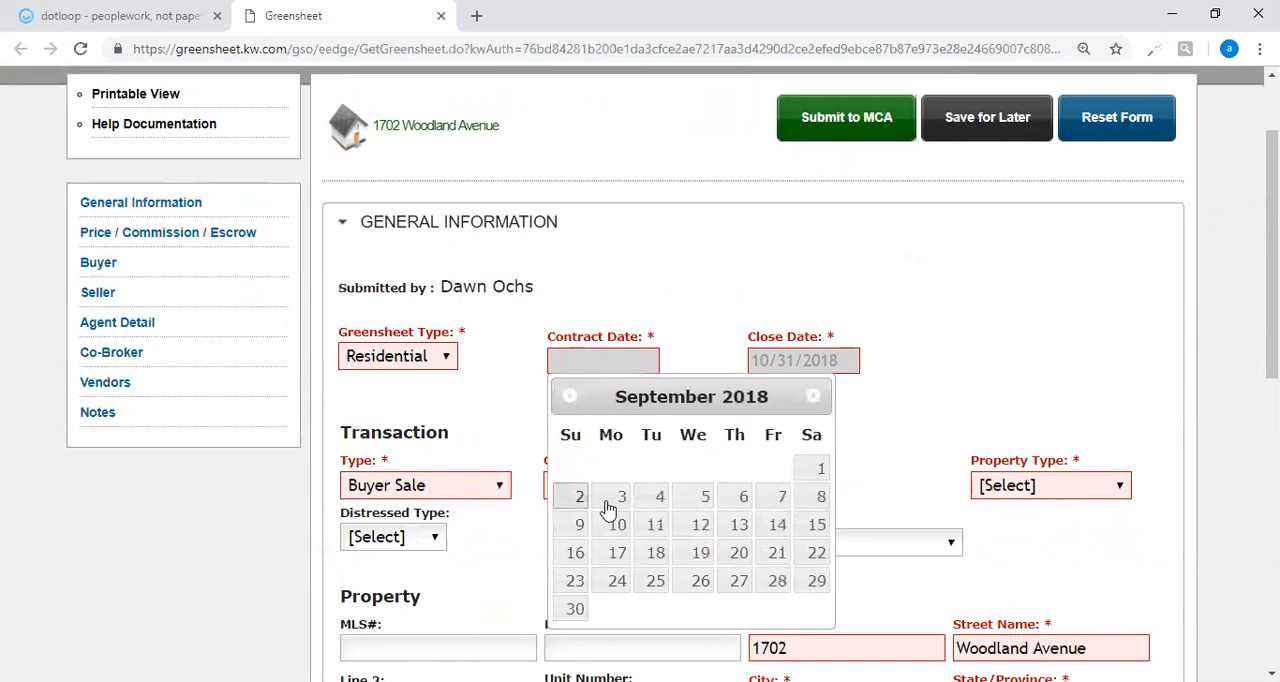 dotloop - peoplework, not pape
Greensheet
https://greensheet.kw.com/gso/eedge/GetGreensheet.do?kwAuth=76bd84281b200e1da3cfce2ae7217aa3d4290d2ce2efed9ebce87b87e973e28e24669007c808...
a
Printable View
Help Documentation
1702 Woodland Avenue
Submit to MCA
Save for Later
Reset Form
General Information
Price / Commission / Escrow
Buyer
Seller
Agent Detail
Co-Broker
Vendors
Notes
GENERAL INFORMATION
Submitted by : Dawn Ochs
Greensheet Type: *
Contract Date: *
Close Date: *
Residential
10/31/2018
September 2018
Su Mo Tu We Th Fr Sa
1
2 3 4 5 6 7 8
9 10 11 12 13 14 15
16 17 18 19 20 21 22
23 24 25 26 27 28 29
30
Transaction
Type: *
Property Type: *
Buyer Sale
[Select]
Distressed Type:
[Select]
Property
MLS#:
Street Name: *
1702
Woodland Avenue
Line 2:
Unit Number:
City: *
State/Province: *